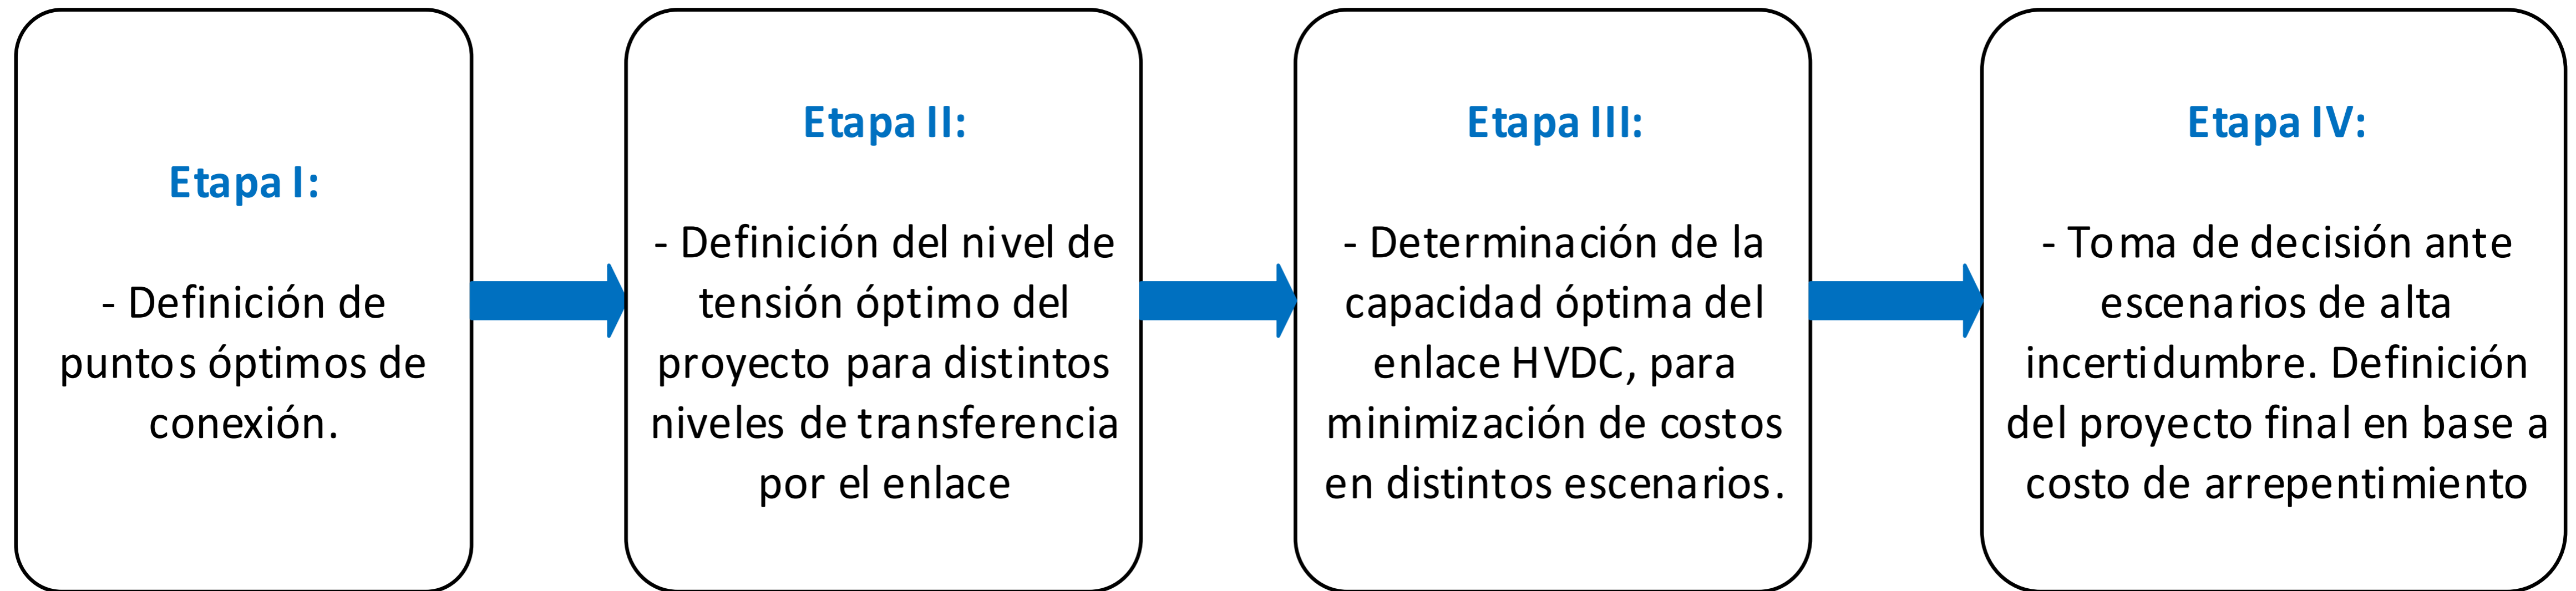 Etapa I:
- Definición de
puntos óptimos de
conexión.
Etapa II:
- Definición del nivel de
tensión óptimo del
proyecto para distintos
niveles de transferencia
por el enlace
Etapa III:
- Determinación de la
capacidad óptima del
enlace HVDC, para
minimización de costos
en distintos escenarios.
Etapa IV:
- Toma de decisión ante
escenarios de alta
incertidumbre. Definición
del proyecto final en base a
costo de arrepentimiento